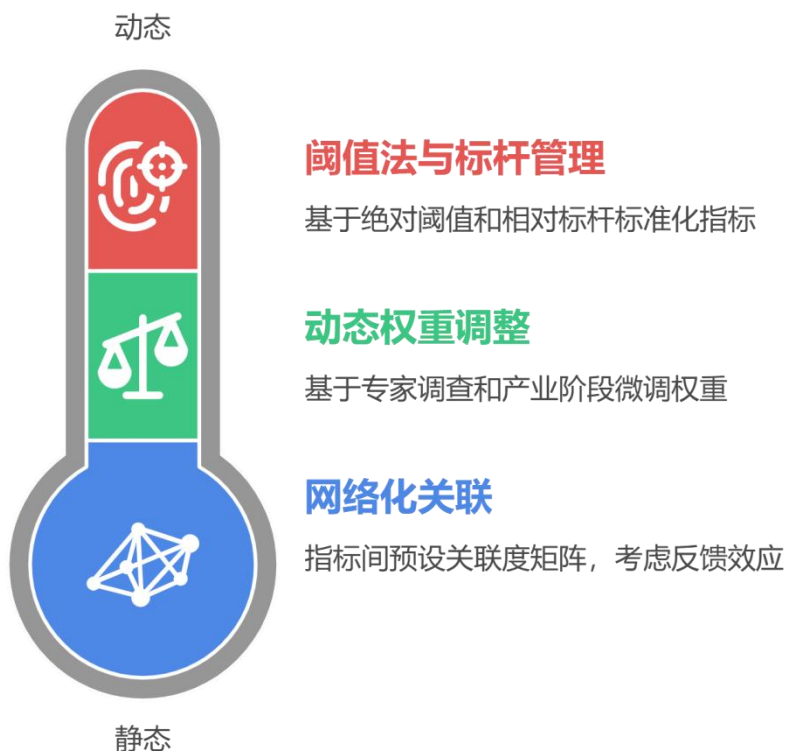 动态
阈值法与标杆管理
基于绝对阈值和相对标杆标准化指标
动态权重调整
基于专家调查和产业阶段微调权重
网络化关联
指标间预设关联度矩阵，考虑反馈效应
静态